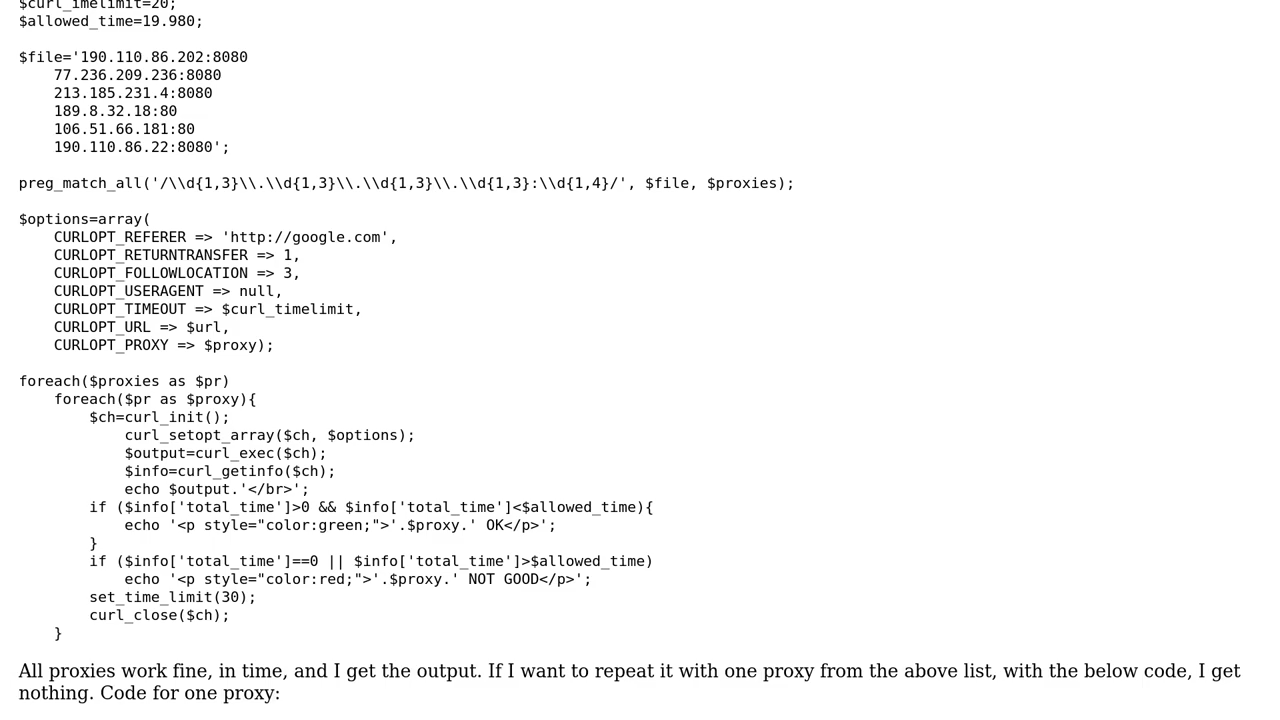 $curl_imelimit=20;
$allowed_time=19.980;

$file='190.110.86.202:8080
    77.236.209.236:8080
    213.185.231.4:8080
    189.8.32.18:80
    106.51.66.181:80
    190.110.86.22:8080';

preg_match_all('/\\d{1,3}\\.\\d{1,3}\\.\\d{1,3}\\.\\d{1,3}:\\d{1,4}/', $file, $proxies);

$options=array(
    CURLOPT_REFERER => 'http://google.com',
    CURLOPT_RETURNTRANSFER => 1,
    CURLOPT_FOLLOWLOCATION => 3,
    CURLOPT_USERAGENT => null,
    CURLOPT_TIMEOUT => $curl_timelimit,
    CURLOPT_URL => $url,
    CURLOPT_PROXY => $proxy);

foreach($proxies as $pr)
    foreach($pr as $proxy){
        $ch=curl_init();
            curl_setopt_array($ch, $options);
            $output=curl_exec($ch);
            $info=curl_getinfo($ch);
            echo $output.'</br>';
        if ($info['total_time']>0 && $info['total_time']<$allowed_time){
            echo '<p style="color:green;">'.$proxy.' OK</p>';
        }
        if ($info['total_time']==0 || $info['total_time']>$allowed_time)
            echo '<p style="color:red;">'.$proxy.' NOT GOOD</p>';
        set_time_limit(30);
        curl_close($ch);
    }

All proxies work fine, in time, and I get the output. If I want to repeat it with one proxy from the above list, with the below code, I get
nothing. Code for one proxy: